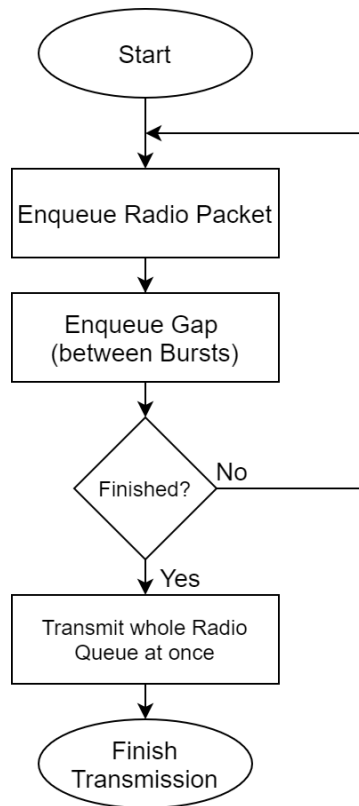 Start
Enqueue Radio Packet
Enqueue Gap
(between Bursts)
Finished?
No
Yes
Transmit whole Radio
Queue at once
Finish
Transmission